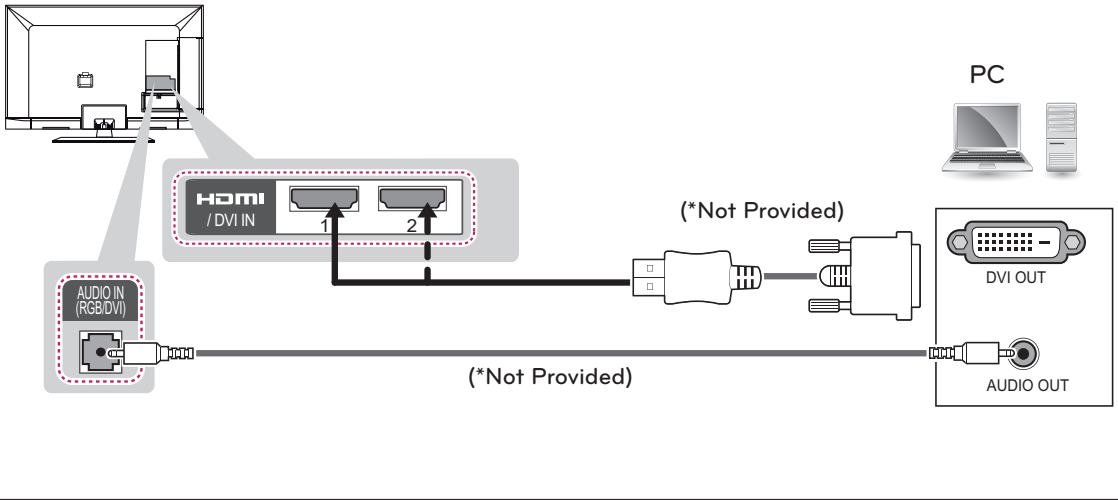 PC
HDMI
/ DVI IN
1
2
(*Not Provided)
DVI OUT
AUDIO IN
(RGB/DVI)
(*Not Provided)
AUDIO OUT